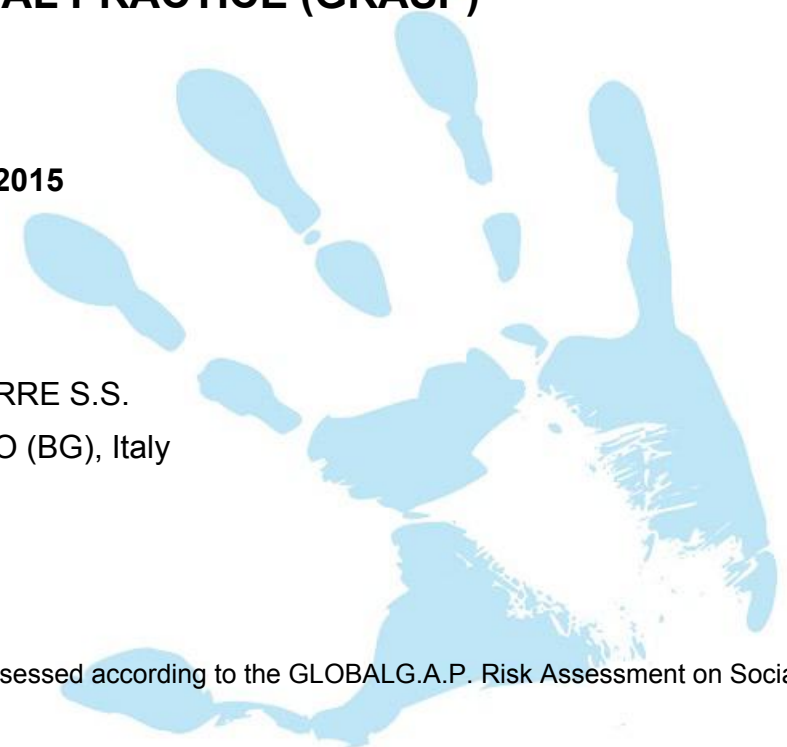 AL PRACTICE (GRASP)
2015
RRE S.S.
O (BG), Italy
sessed according to the GLOBALG.A.P. Risk Assessment on Socia